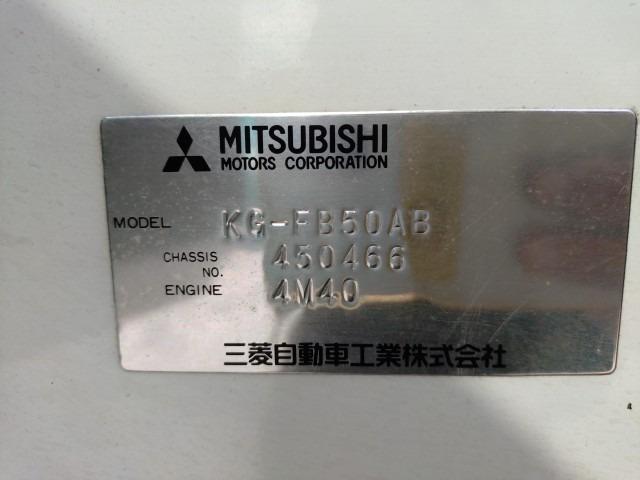 MITSUBISHI
MOTORS CORPORATION
MODEL KG-FB50AB
CHASSIS NO. 450466
ENGINE 4M40
三菱自動車工業株式会社